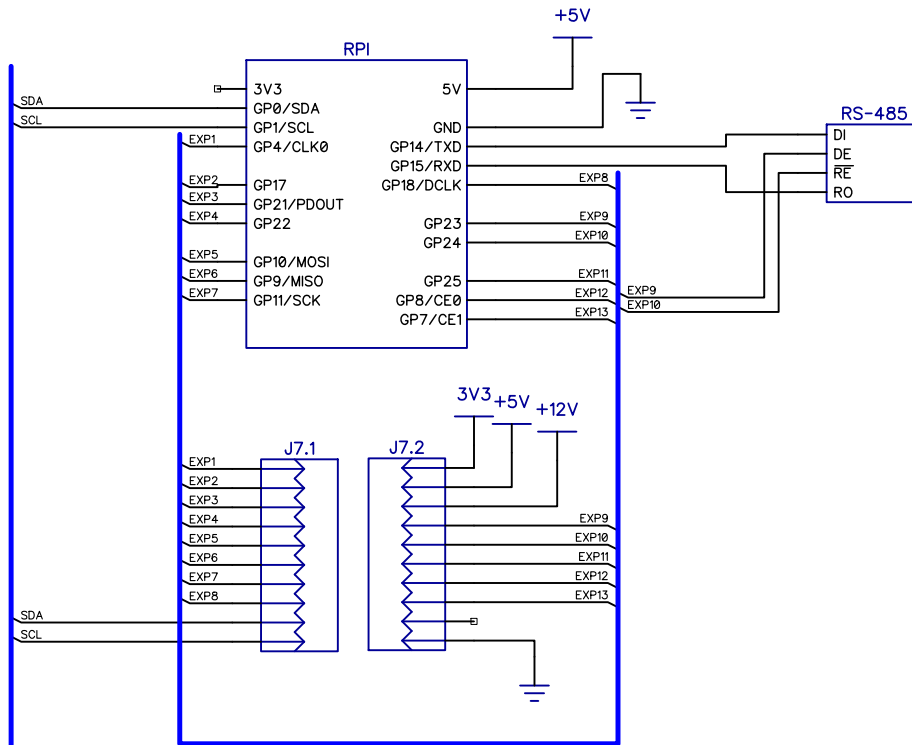 +5V
RPI
3V3
5V
SDA
GP0/SDA
SCL
GP1/SCL
GND
EXP1
GP4/CLK0
GP14/TXD
GP15/RXD
EXP2
GP17
GP18/DCLK
EXP8
EXP3
GP21/PDOUT
EXP4
GP22
GP23
EXP9
GP24
EXP10
EXP5
GP10/MOSI
EXP6
GP9/MISO
GP25
EXP11
EXP7
GP11/SCK
GP8/CE0
EXP12
GP7/CE1
EXP13
RS-485
DI
DE
RE
RO
EXP9
EXP10
3V3
+5V
+12V
J7.1
J7.2
EXP1
EXP2
EXP3
EXP4
EXP5
EXP6
EXP7
EXP8
SDA
SCL
EXP9
EXP10
EXP11
EXP12
EXP13